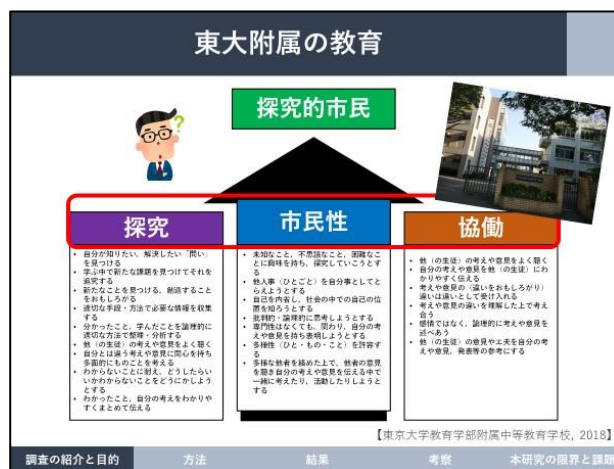 東大附属の教育
探究的市民
探究
市民性
協働
• 自分が知りたい、解決したい「問い」
を見つける
• 学ぶ中で新たな課題を見つけてそれを
追究する
• 新たなことを見つける、創造すること
をおもしろがる
• 適切な手段・方法で必要な情報を収集
する
• 分かったこと、学んだことを論理的に
適切な方法で整理・分析する
• 他(の生徒)の考えや意見をよく聴く
• 自分とは違う考えや意見に関心を持ち
多面的にものごとを考える
• わからないことに耐え、どうしたらい
いかわからないことをどうにかしよう
とする
• わかったこと、自分の考えをわかりや
すくまとめて伝える
• 未知なこと、不思議なこと、困難なこ
とに興味を持ち、探究していこうとす
る
• 他人事(ひとごと)を自分事としてと
らえようとする
• 自己を内省し、社会の中での自己の位
置を知ろうとする
• 批判的・論理的に思考しようとする
• 専門性はなくても、関わり、自分の考
えや意見を持ち表明しようとする
• 多様性(ひと・もの・こと)を許容す
る
• 多様な他者を絡めた上で、他者の意見
を聴き自分の考えや意見を伝える中で
一緒に考えたり、活動したりしようと
する
• 他(の生徒)の考えや意見をよく聴く
• 自分の考えや意見を他(の生徒)にわ
かりやすく伝える
• 考えや意見の(違いをおもしろがり)
違いは違いとして受け入れる
• 考えや意見の違いを理解した上で考え
合う
• 感情ではなく、論理的に考えや意見を
述べあう
• 他(の生徒)の意見や工夫を自分の考
えや意見、発表等の参考にする
【東京大学教育学部附属中等教育学校, 2018】
調査の紹介と目的
方法
結果
考察
本研究の限界と課題